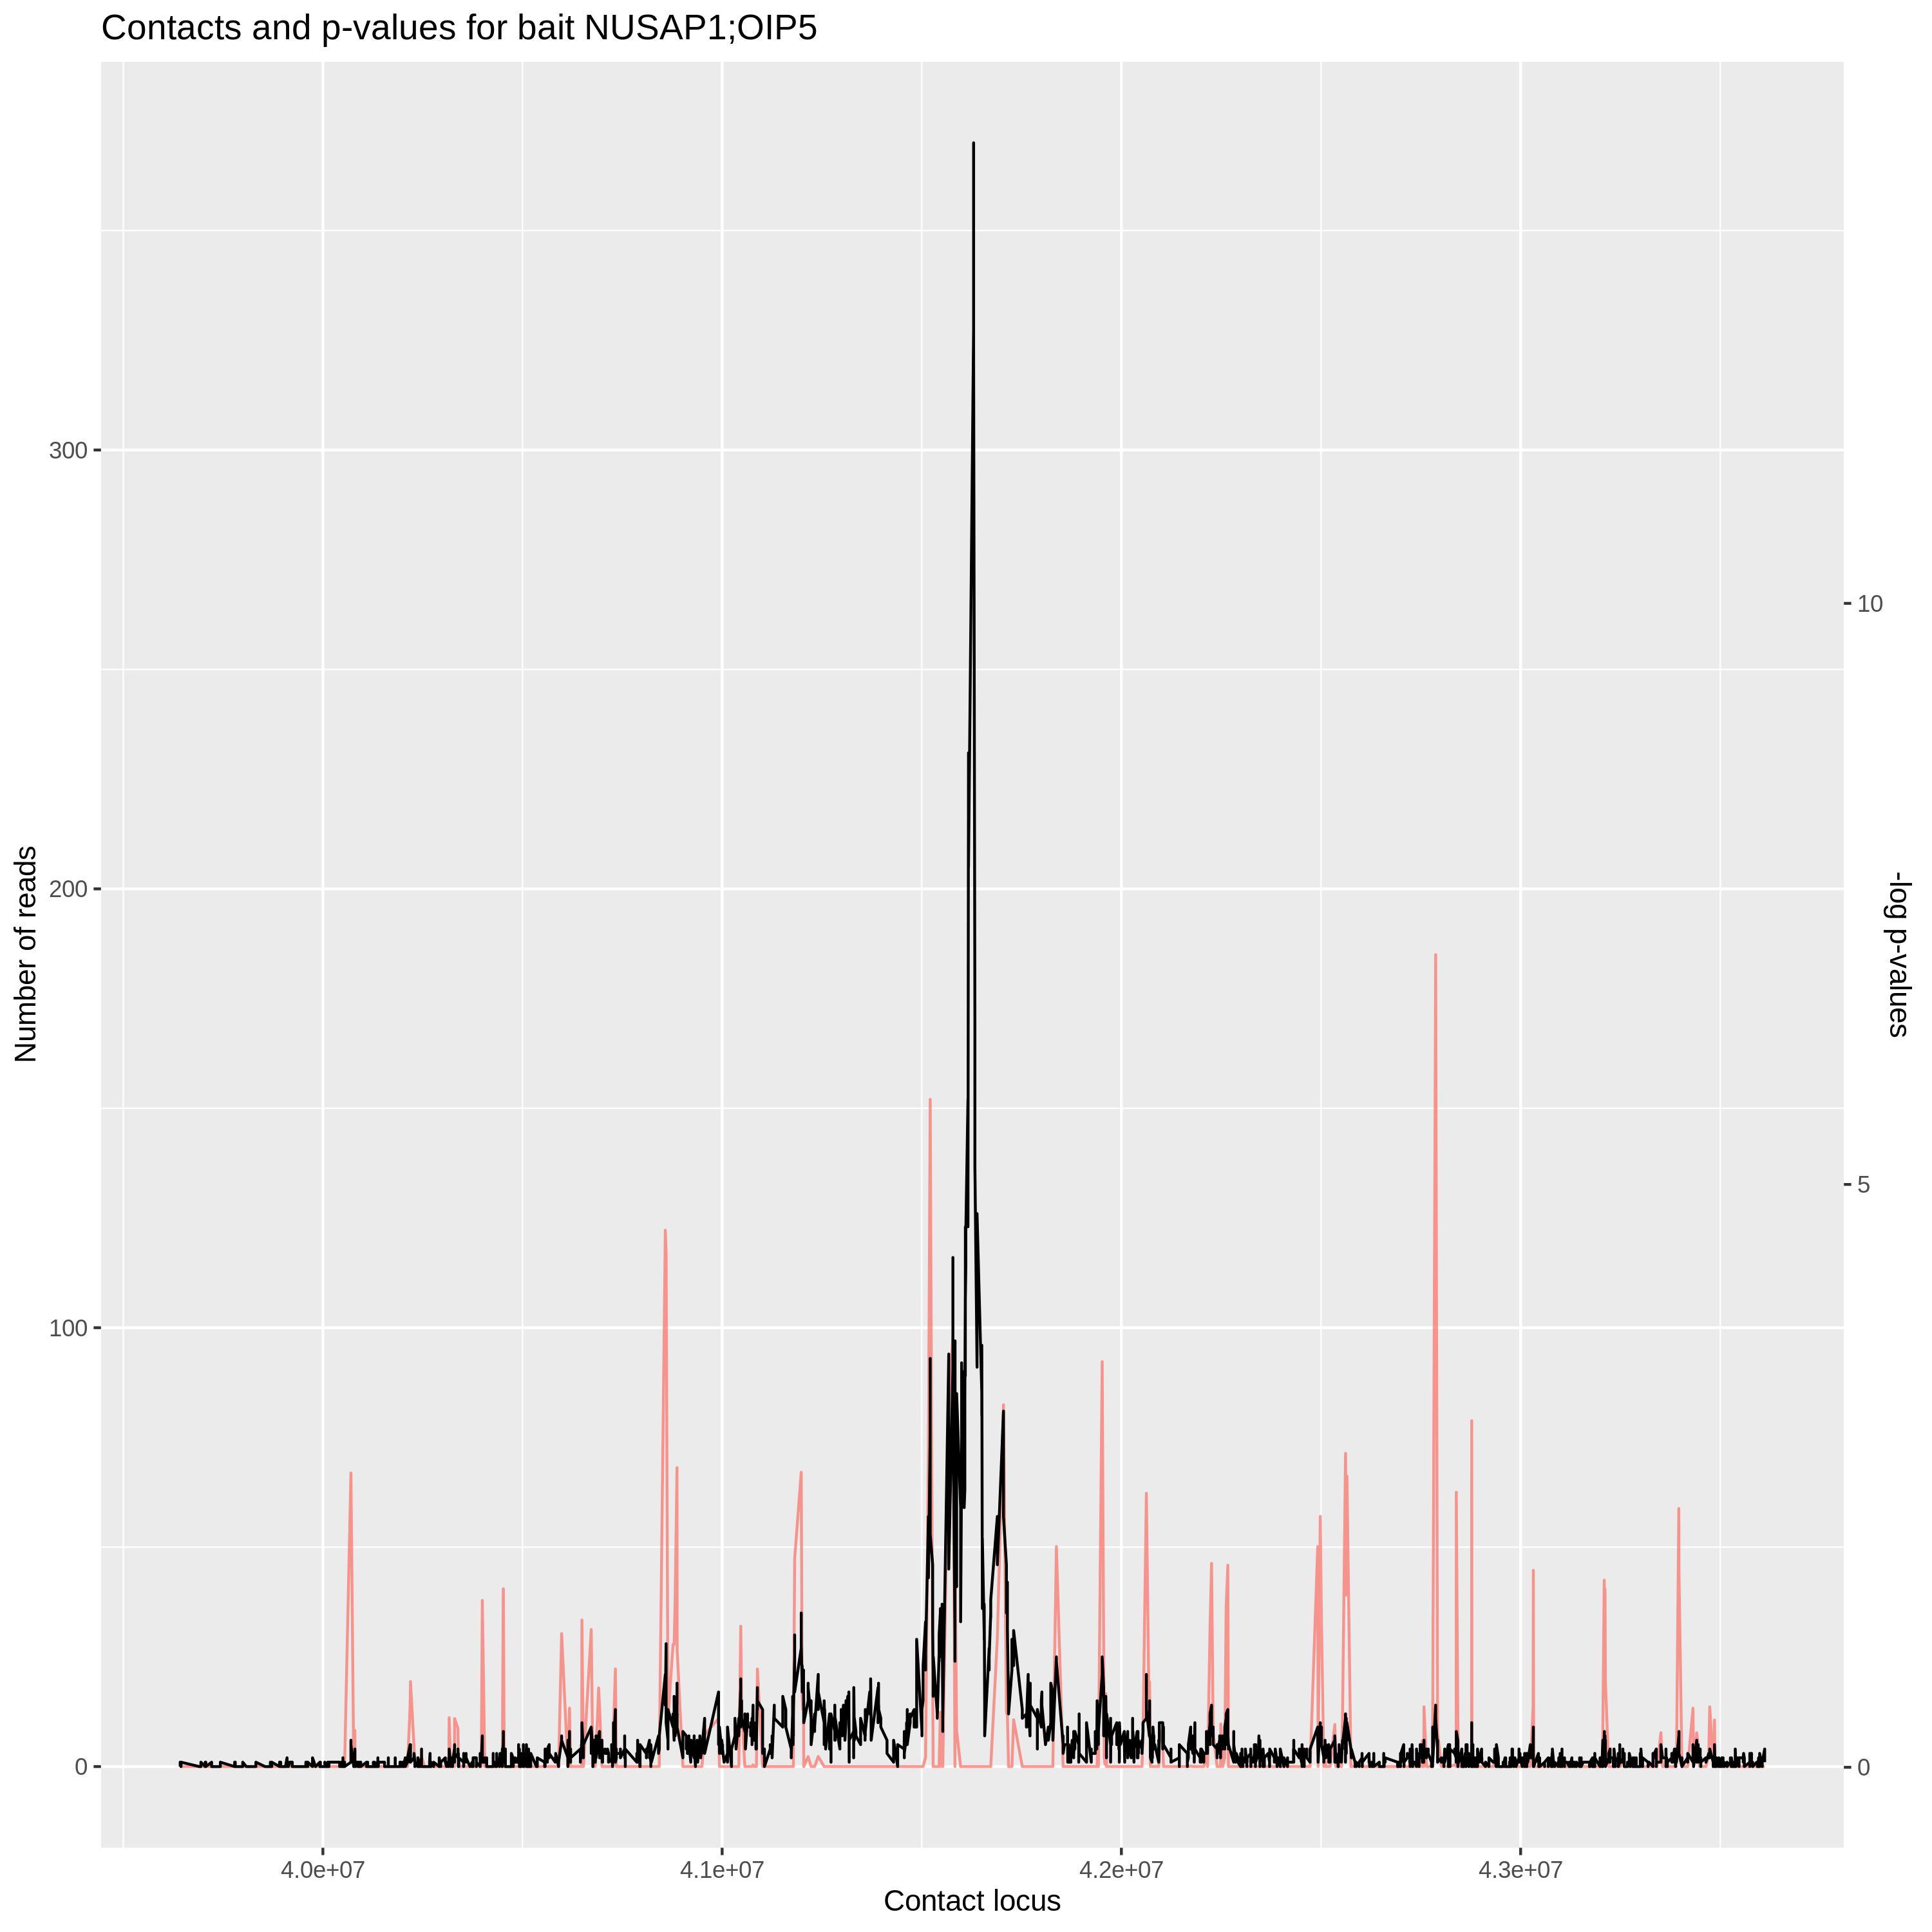 Contacts and p-values for bait NUSAP1;OIP5
300
200
100
0
Number of reads
10
5
0
-log p-values
4.0e+07
4.1e+07
4.2e+07
4.3e+07
Contact locus